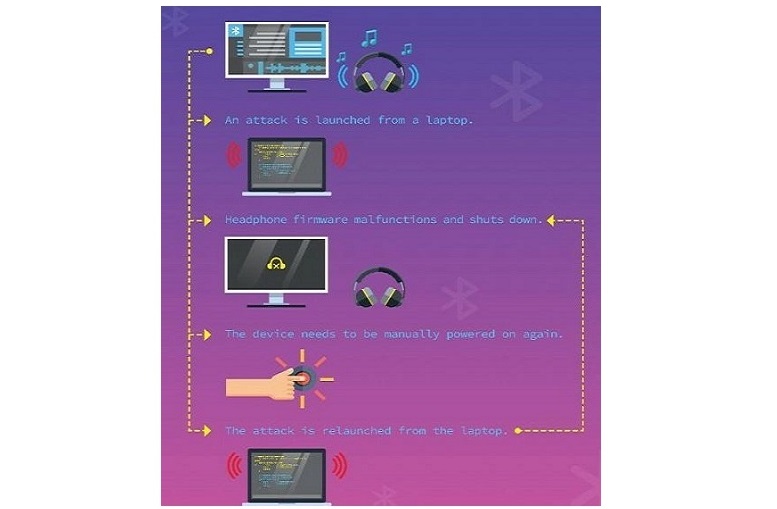 An attack is launched from a laptop.
Headphone firmware malfunctions and shuts down.
The device needs to be manually powered on again.
The attack is relaunched from the laptop.